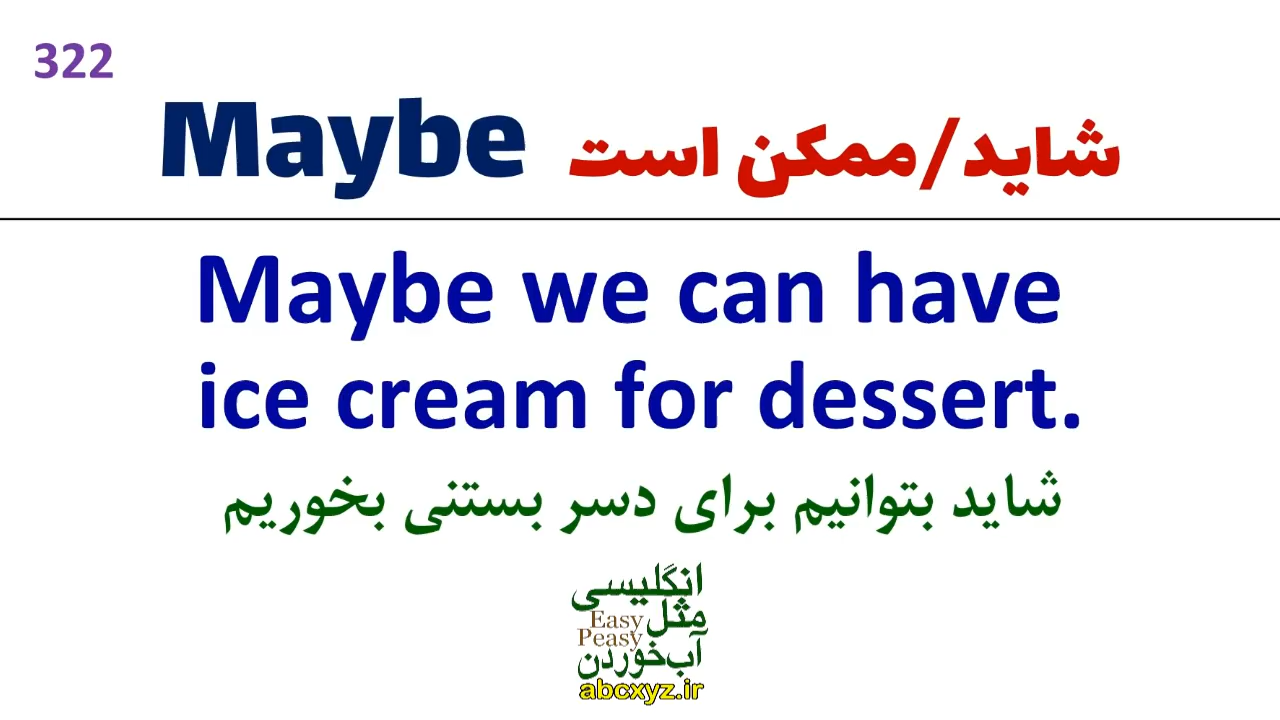 322
Maybe شاید/ممکن است
Maybe we can have
ice cream for dessert.
شاید بتوانیم برای دسر بستنی بخوریم
انگلیسی
مثل Easy
Peasy
آب‌خوردن
abcxyz.ir